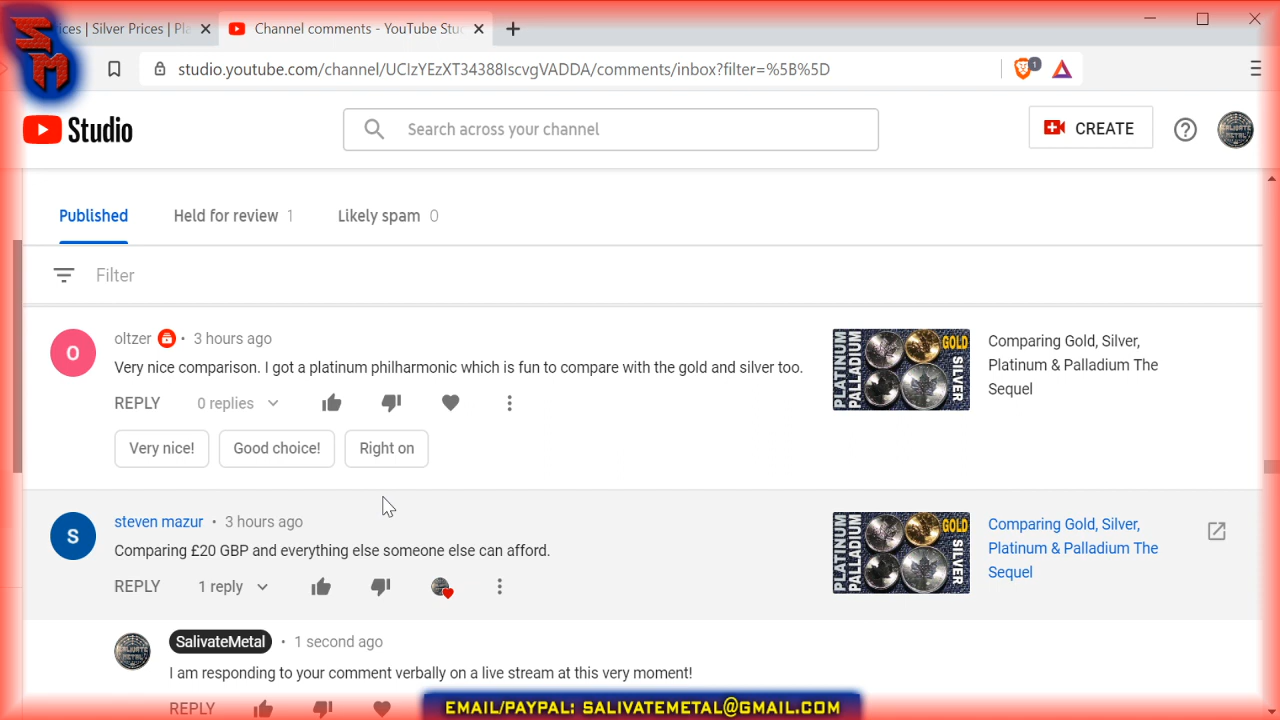 ices | Silver Prices | Pla
Channel comments - YouTube Stu
SM
studio.youtube.com/channel/UCIzYEzXT34388IscvgVADDA/comments/inbox?filter=%5B%5D
1
Studio
Search across your channel
CREATE
Published
Held for review 1
Likely spam 0
Filter
O
oltzer • 3 hours ago
Very nice comparison. I got a platinum philharmonic which is fun to compare with the gold and silver too.
REPLY
0 replies
Very nice!
Good choice!
Right on
PLATINUM
PALLADIUM
GOLD
SILVER
Comparing Gold, Silver,
Platinum & Palladium The
Sequel
S
steven mazur • 3 hours ago
Comparing £20 GBP and everything else someone else can afford.
REPLY
1 reply
PLATINUM
PALLADIUM
GOLD
SILVER
Comparing Gold, Silver,
Platinum & Palladium The
Sequel
SalivateMetal • 1 second ago
I am responding to your comment verbally on a live stream at this very moment!
REPLY
EMAIL/PAYPAL: SALIVATEMETAL@GMAIL.COM